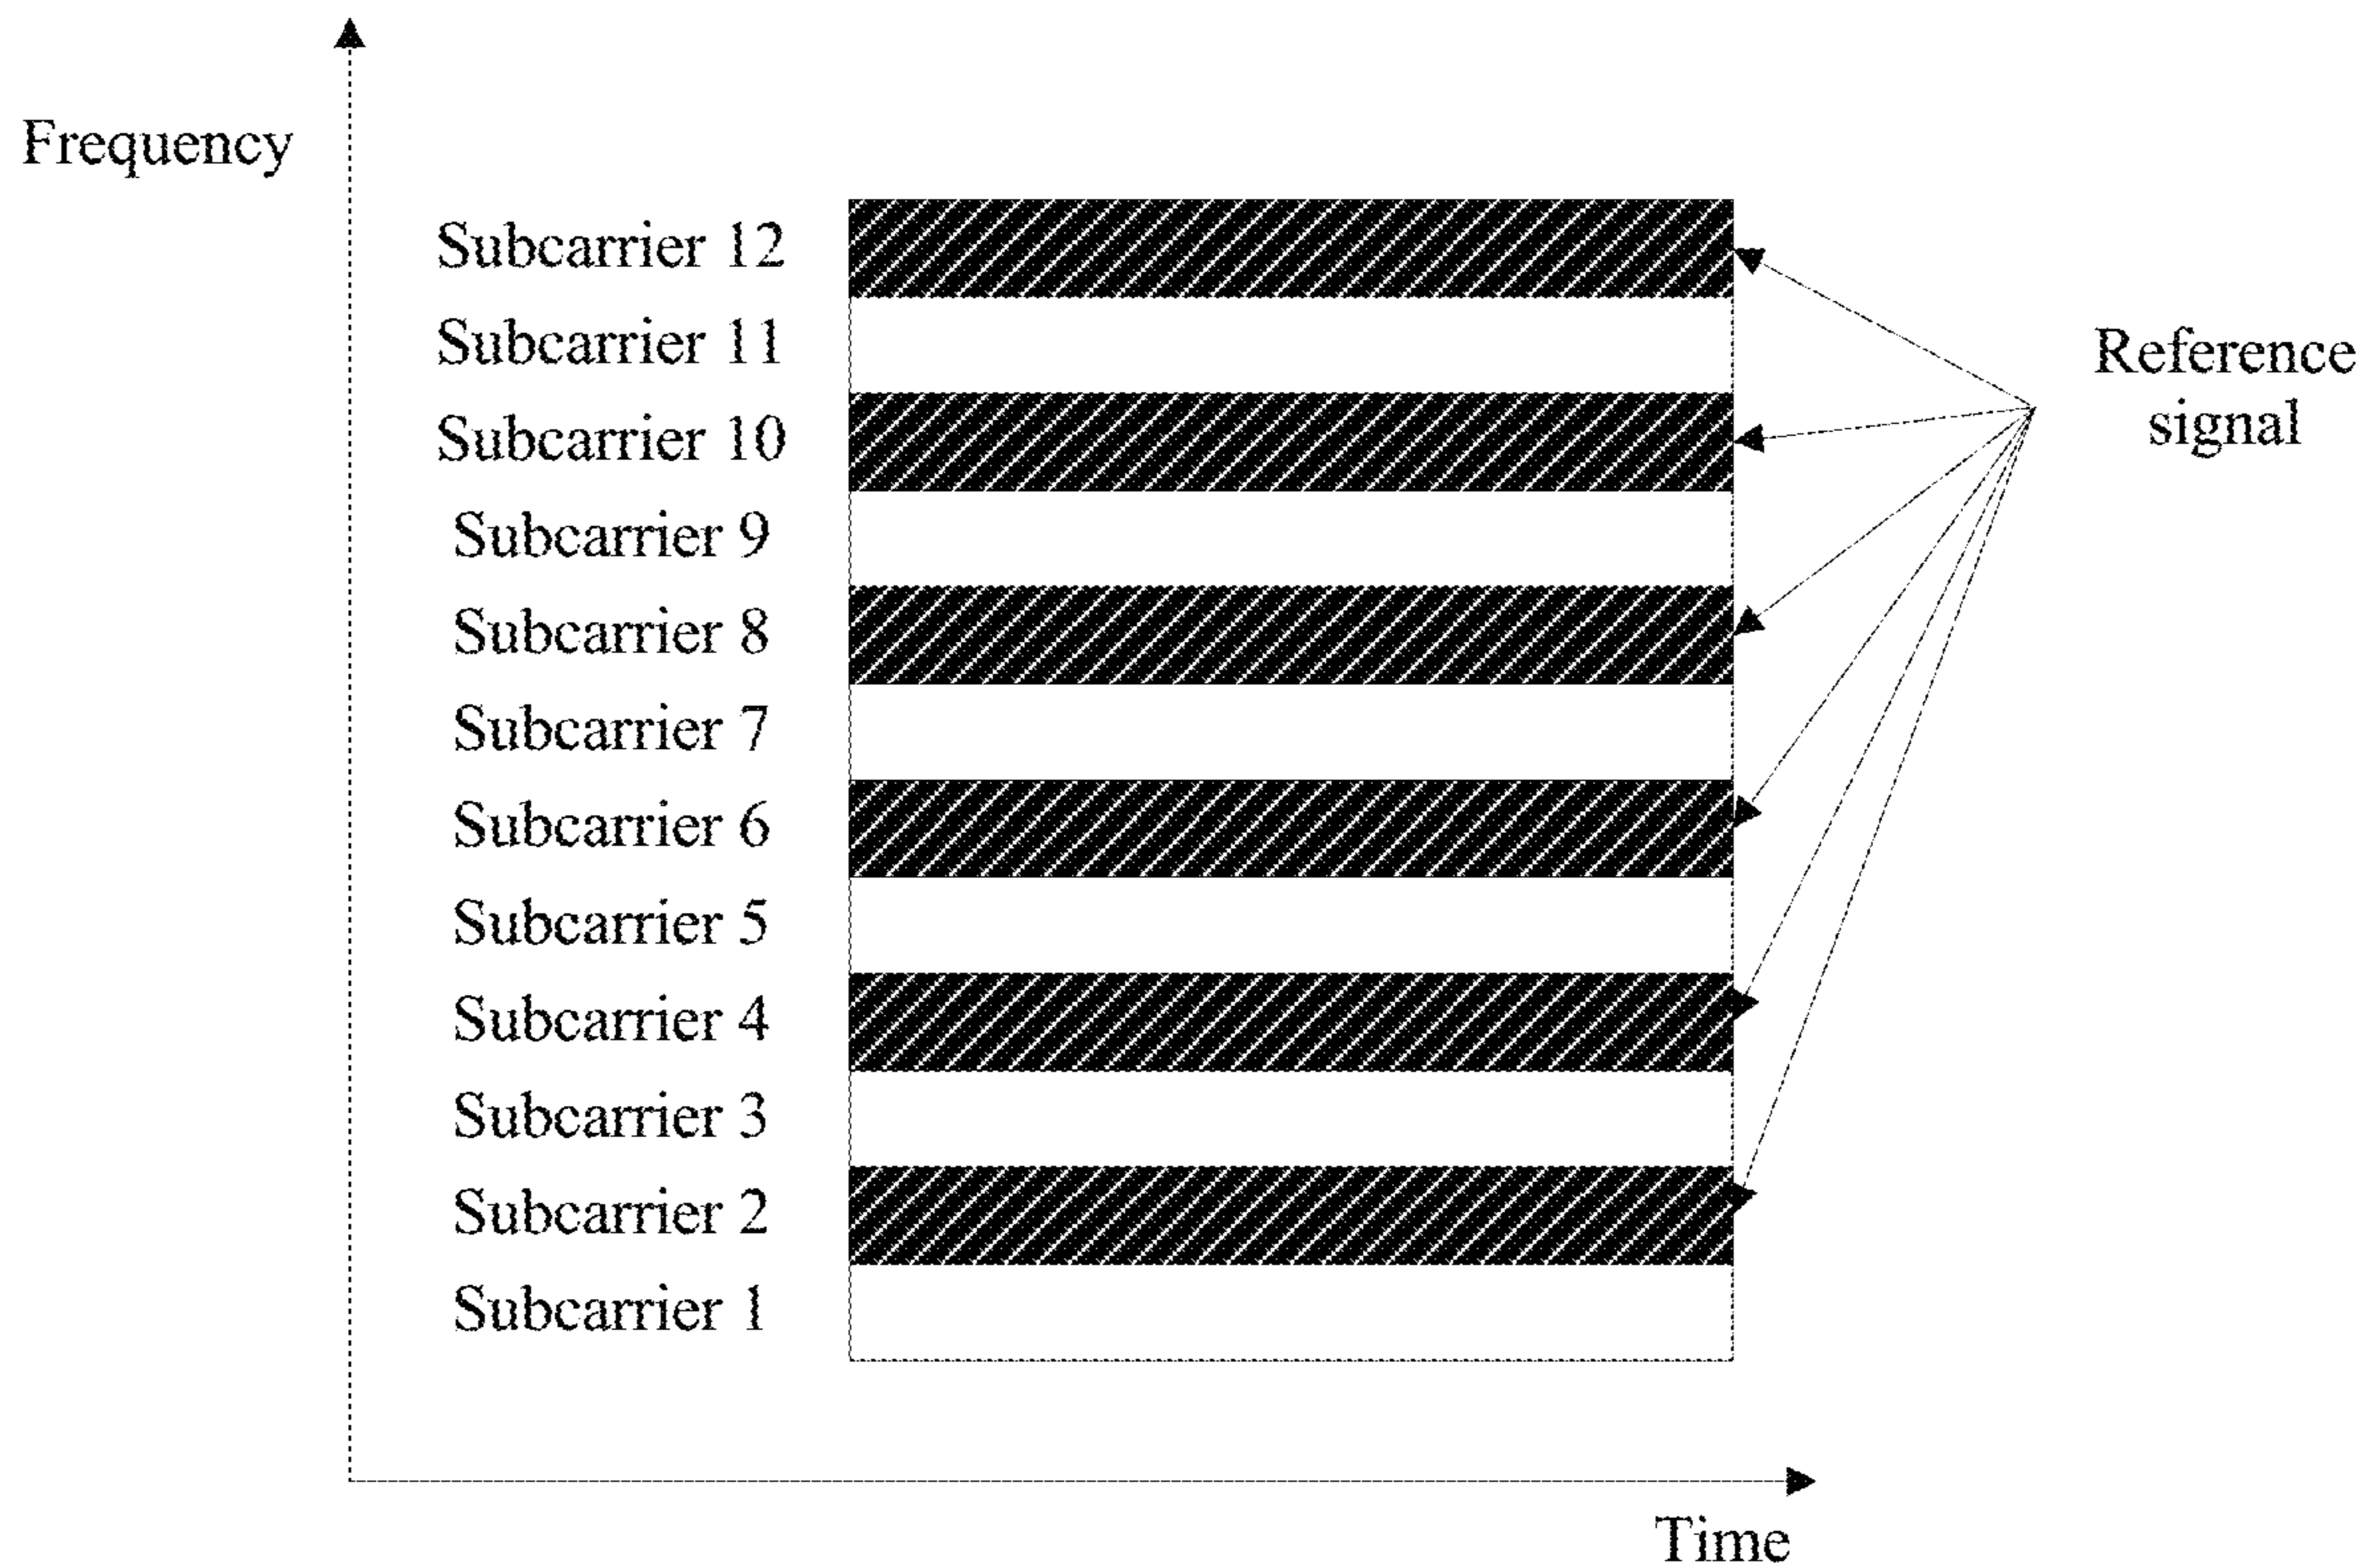 Frequency
Subcarrier 12
Subcarrier 11
Subcarrier 10
Subcarrier 9
Subcarrier 8
Subcarrier 7
Subcarrier 6
Subcarrier 5
Subcarrier 4
Subcarrier 3
Subcarrier 2
Subcarrier 1
Reference
signal
Time